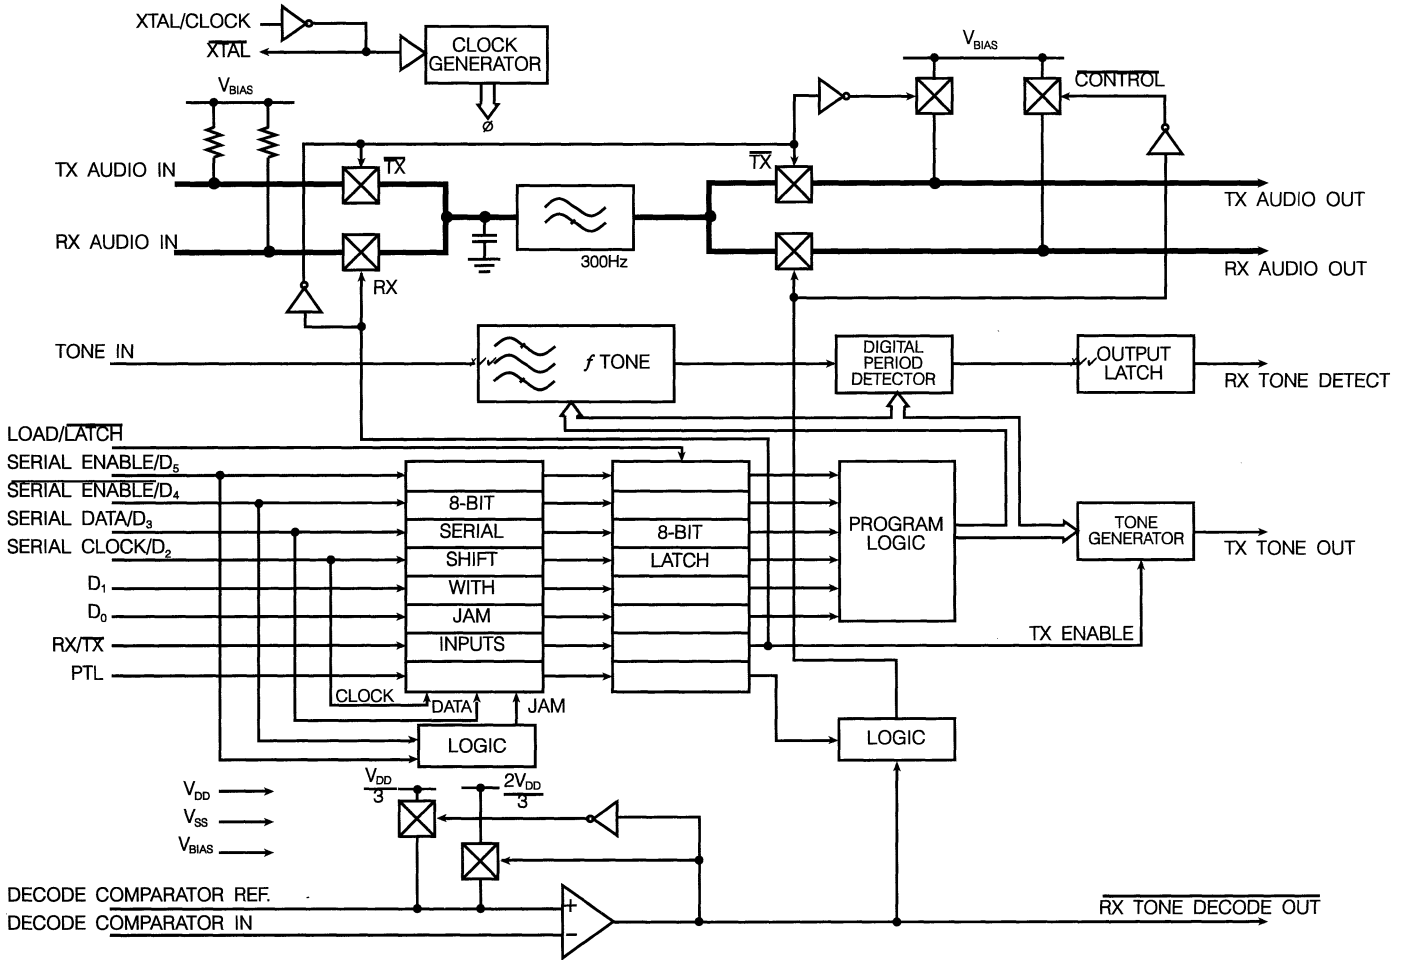 XTAL/CLOCK
XTAL
CLOCK
GENERATOR
ø
VBIAS
VBIAS
CONTROL
TX AUDIO IN
TX
TX
TX AUDIO OUT
RX AUDIO IN
300Hz
RX
RX AUDIO OUT
TONE IN
f TONE
DIGITAL
PERIOD
DETECTOR
OUTPUT
LATCH
RX TONE DETECT
LOAD/LATCH
SERIAL ENABLE/D5
SERIAL ENABLE/D4
SERIAL DATA/D3
SERIAL CLOCK/D2
D1
D0
RX/TX
PTL
8-BIT
SERIAL
SHIFT
WITH
JAM
INPUTS
8-BIT
LATCH
PROGRAM
LOGIC
TONE
GENERATOR
TX TONE OUT
TX ENABLE
CLOCK
DATA
JAM
LOGIC
LOGIC
VDD
VSS
VBIAS
VDD
3
2VDD
3
DECODE COMPARATOR REF.
DECODE COMPARATOR IN
+
−
RX TONE DECODE OUT